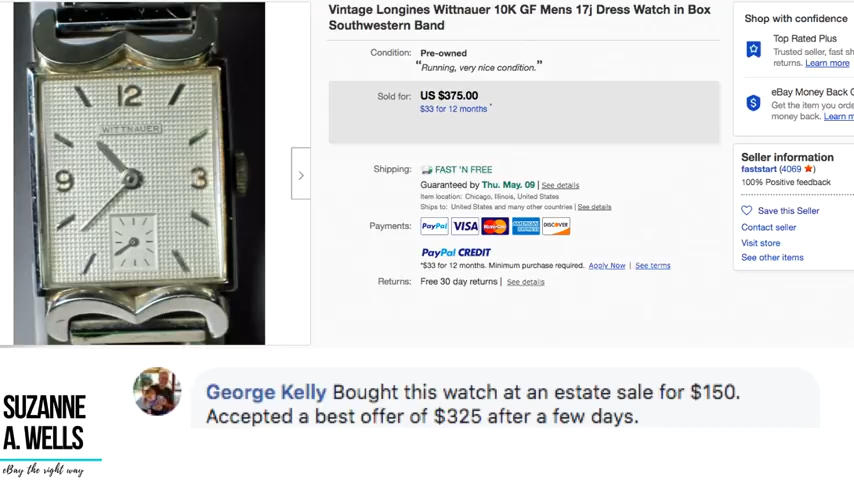 Vintage Longines Wittnauer 10K GF Mens 17j Dress Watch in Box
Southwestern Band
Condition: Pre-owned
“Running, very nice condition.”
Sold for: US $375.00
$33 for 12 months *
Shipping: FAST 'N FREE
Guaranteed by Thu. May. 09 | See details
Item location: Chicago, Illinois, United States
Ships to: United States and many other countries | See details
Payments: PayPal VISA MasterCard AMERICAN EXPRESS DISCOVER
PayPal CREDIT
*$33 for 12 months. Minimum purchase required. Apply Now | See terms
Returns: Free 30 day returns | See details
Shop with confidence
Top Rated Plus
Trusted seller, fast sh
returns. Learn more
eBay Money Back G
Get the item you orde
money back. Learn m
Seller information
faststart (4069)
100% Positive feedback
Save this Seller
Contact seller
Visit store
See other items
12
WITTNAUER
9
3
George Kelly Bought this watch at an estate sale for $150.
Accepted a best offer of $325 after a few days.
SUZANNE
A. WELLS
eBay the right way